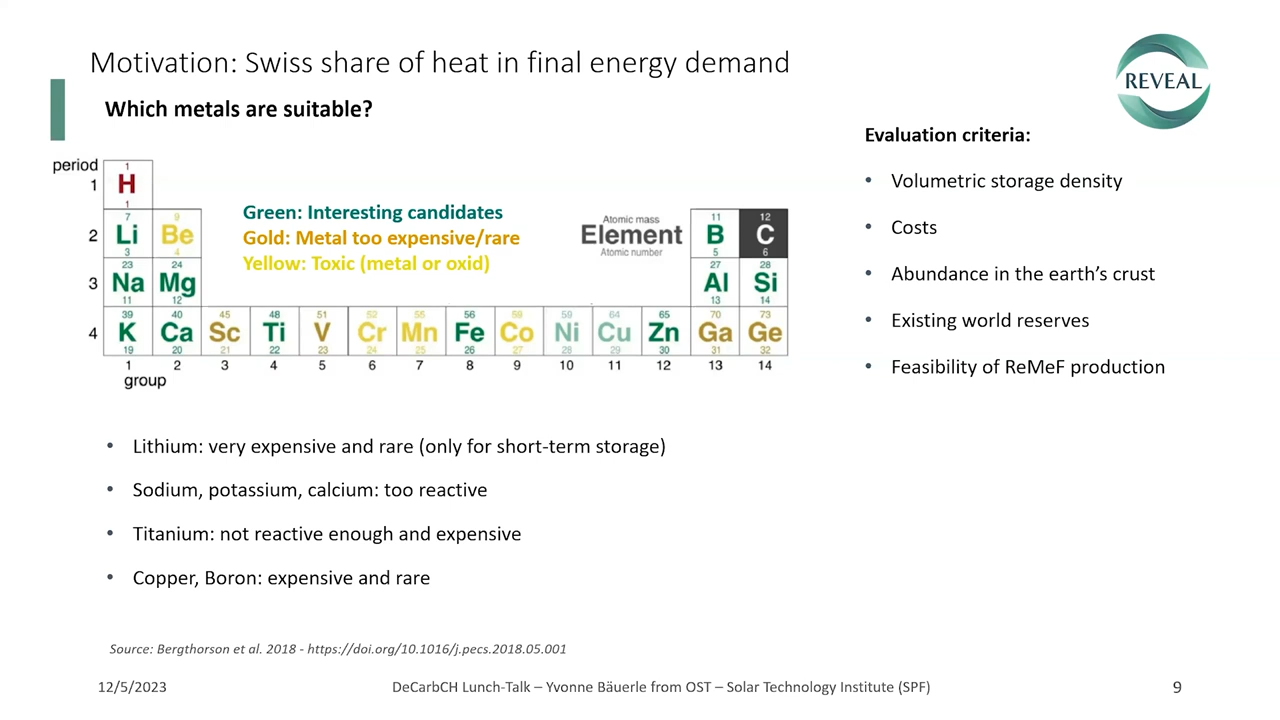 Motivation: Swiss share of heat in final energy demand
REVEAL
Which metals are suitable?
Evaluation criteria:
• Volumetric storage density
• Costs
• Abundance in the earth’s crust
• Existing world reserves
• Feasibility of ReMeF production
period
1
2
3
4
1
H
1
7
Li
3
9
Be
4
Green: Interesting candidates
Gold: Metal too expensive/rare
Yellow: Toxic (metal or oxid)
Atomic mass
Element
Atomic number
11
B
5
12
C
6
23
Na
11
24
Mg
12
27
Al
13
28
Si
14
39
K
19
40
Ca
20
45
Sc
21
48
Ti
22
51
V
23
52
Cr
24
55
Mn
25
56
Fe
26
59
Co
27
59
Ni
28
64
Cu
29
65
Zn
30
70
Ga
31
73
Ge
32
1 2 3 4 5 6 7 8 9 10 11 12 13 14
group
• Lithium: very expensive and rare (only for short-term storage)
• Sodium, potassium, calcium: too reactive
• Titanium: not reactive enough and expensive
• Copper, Boron: expensive and rare
Source: Bergthorson et al. 2018 - https://doi.org/10.1016/j.pecs.2018.05.001
12/5/2023
DeCarbCH Lunch-Talk – Yvonne Bäuerle from OST – Solar Technology Institute (SPF)
9